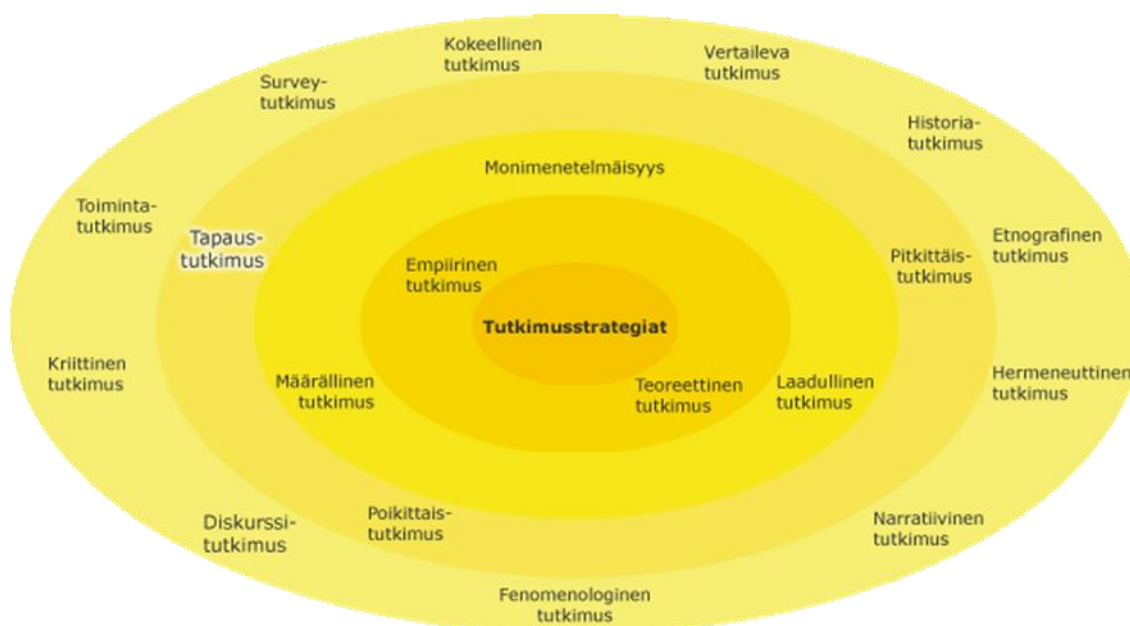 Kokeellinen
tutkimus
Vertaileva
tutkimus
Survey-
tutkimus
Historia-
tutkimus
Monimenetelmäisyys
Toiminta-
tutkimus
Tapaus-
tutkimus
Etnografinen
tutkimus
Pitkittäis-
tutkimus
Empiirinen
tutkimus
Tutkimusstrategiat
Kriittinen
tutkimus
Määrällinen
tutkimus
Teoreettinen
tutkimus
Laadullinen
tutkimus
Hermeneuttinen
tutkimus
Diskurssi-
tutkimus
Poikittais-
tutkimus
Narratiivinen
tutkimus
Fenomenologinen
tutkimus